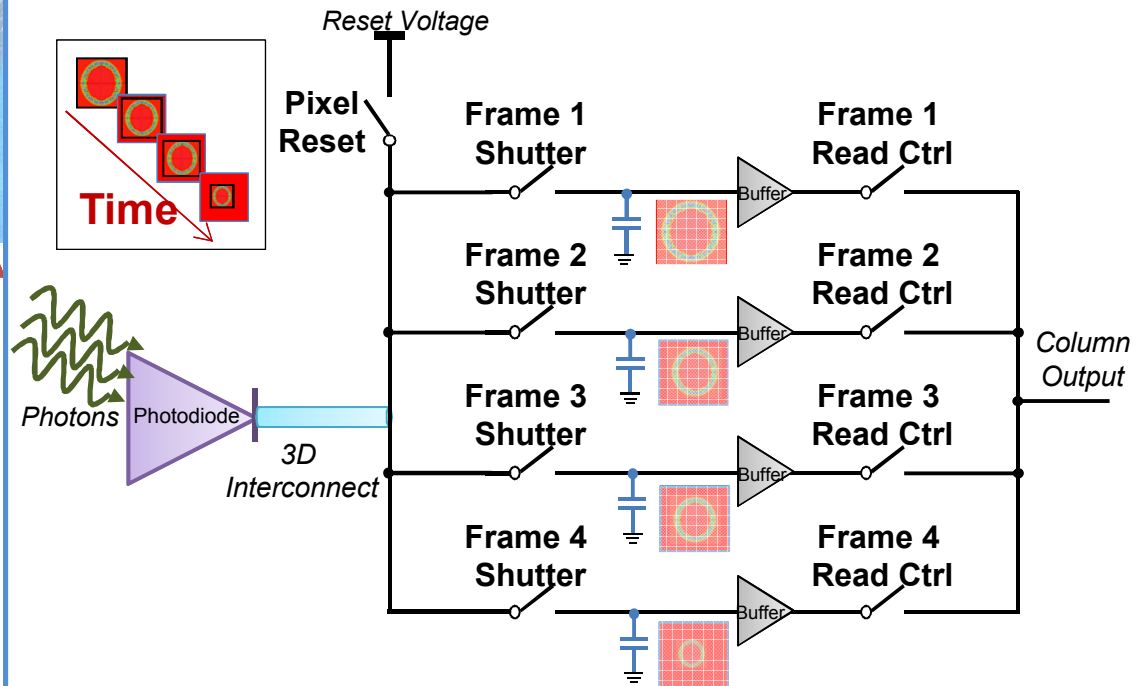 Reset Voltage
Pixel
Reset
Time
Frame 1
Shutter
Buffer
Frame 1
Read Ctrl
Frame 2
Shutter
Buffer
Frame 2
Read Ctrl
Photons
Photodiode
3D
Interconnect
Frame 3
Shutter
Buffer
Frame 3
Read Ctrl
Column
Output
Frame 4
Shutter
Buffer
Frame 4
Read Ctrl